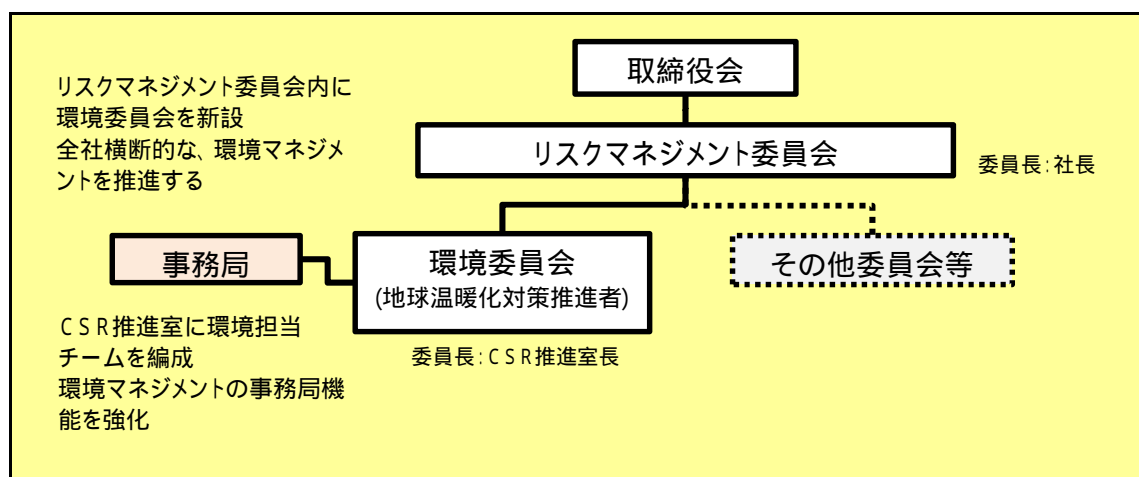 取締役会
リスクマネジメント委員会内に
環境委員会を新設
全社横断的な、環境マネジメ
ントを推進する
リスクマネジメント委員会
委員長:社長
事務局
環境委員会
(地球温暖化対策推進者)
その他委員会等
CSR推進室に環境担当
チームを編成
環境マネジメントの事務局機
能を強化
委員長:CSR推進室長